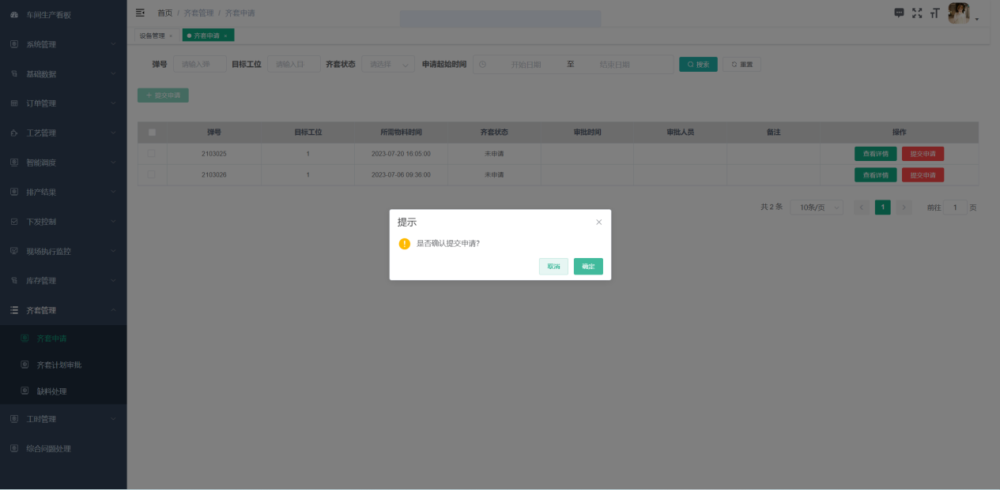 车间生产看板
系统管理
基础数据
订单管理
工艺管理
智能调度
排产结果
下发控制
现场执行监控
库存管理
齐套管理
齐套申请
齐套计划审批
缺料处理
工时管理
综合问题处理
首页 / 齐套管理 / 齐套申请
设备管理 × 齐套申请 ×
弹号 请输入弹 目标工位 请输入目 齐套状态 请选择 申请起始时间 开始日期 至 结束日期 搜索 重置
+ 提交申请
弹号 目标工位 所需物料时间 齐套状态 审批时间 审批人员 备注 操作
2103025 1 2023-07-20 16:05:00 未申请 查看详情 提交申请
2103026 1 2023-07-06 09:36:00 未申请 查看详情 提交申请
共 2 条 10条/页 < 1 > 前往 1 页
提示 ×
是否确认提交申请?
取消 确定